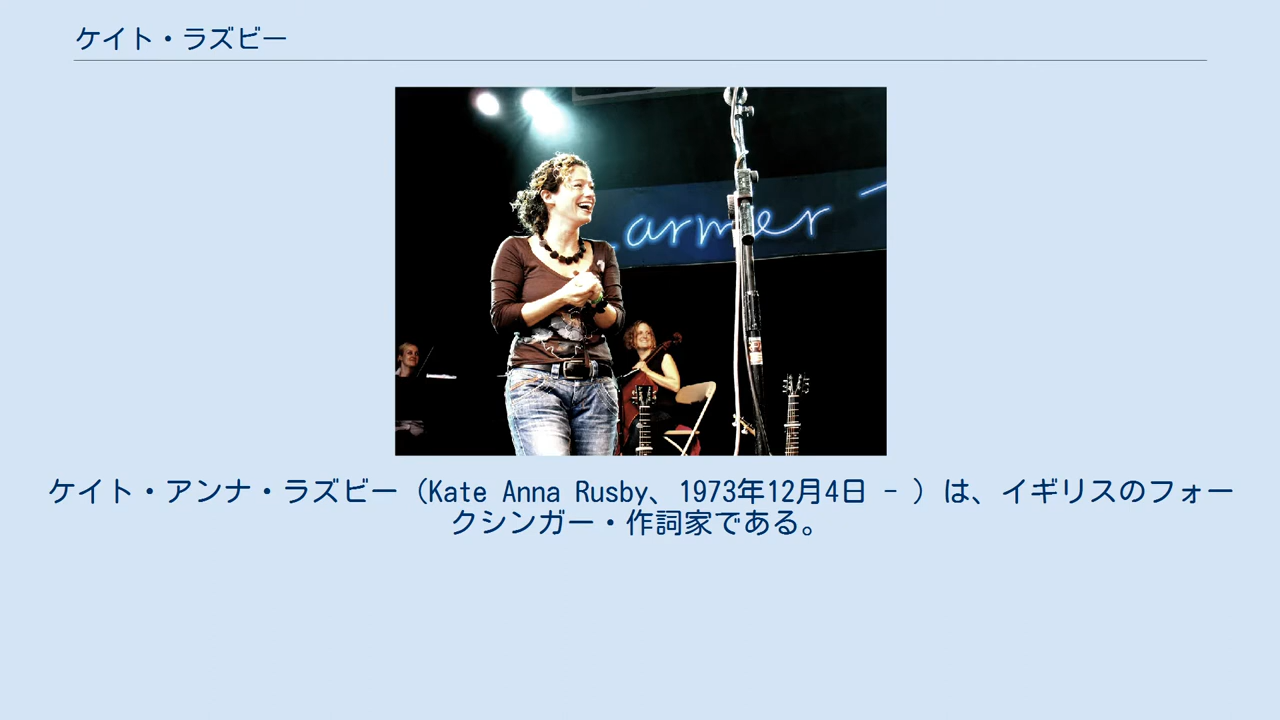 ケイト・ラズビー
armer T
ケイト・アンナ・ラズビー（Kate Anna Rusby、1973年12月4日 - ）は、イギリスのフォー
クシンガー・作詞家である。